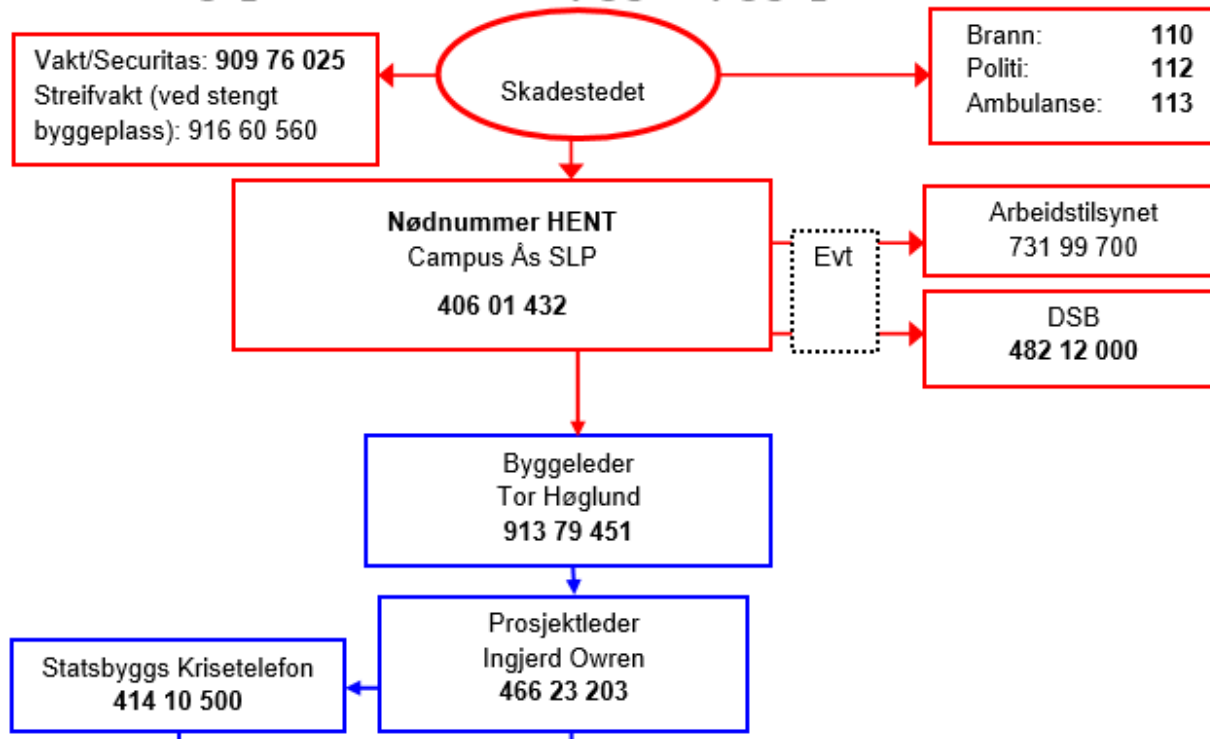 Vakt/Securitas: 909 76 025
Streifvakt (ved stengt
byggeplass): 916 60 560
Skadestedet
Brann: 110
Politi: 112
Ambulanse: 113
Nødnummer HENT
Campus Ås SLP
406 01 432
Evt
Arbeidstilsynet
731 99 700
DSB
482 12 000
Byggeleder
Tor Høglund
913 79 451
Prosjektleder
Ingjerd Owren
466 23 203
Statsbyggs Krisetelefon
414 10 500